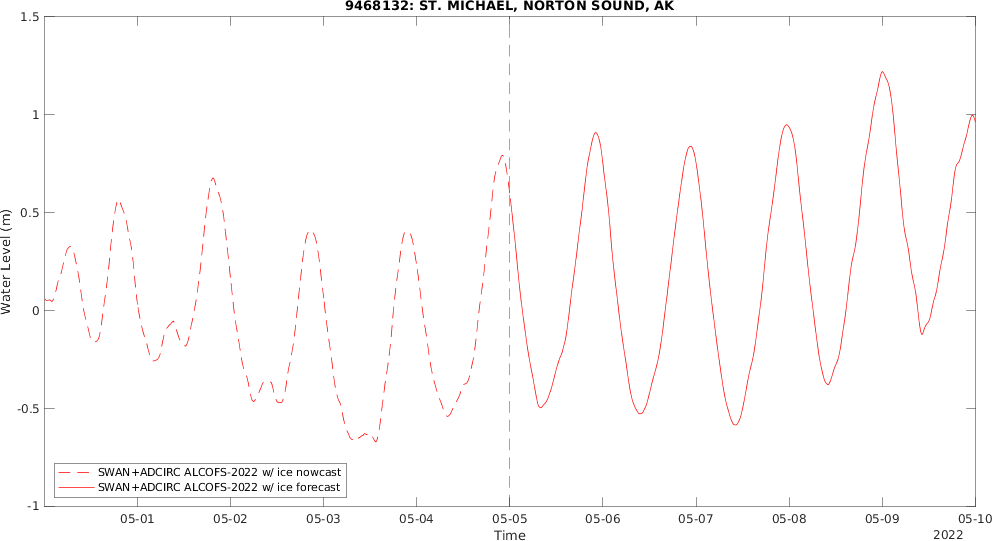 9468132: ST. MICHAEL, NORTON SOUND, AK
1.5
1
0.5
0
-0.5
-1
Water Level (m)
SWAN+ADCIRC ALCOFS-2022 w/ ice nowcast
SWAN+ADCIRC ALCOFS-2022 w/ ice forecast
05-01 05-02 05-03 05-04 05-05 05-06 05-07 05-08 05-09 05-10
Time
2022